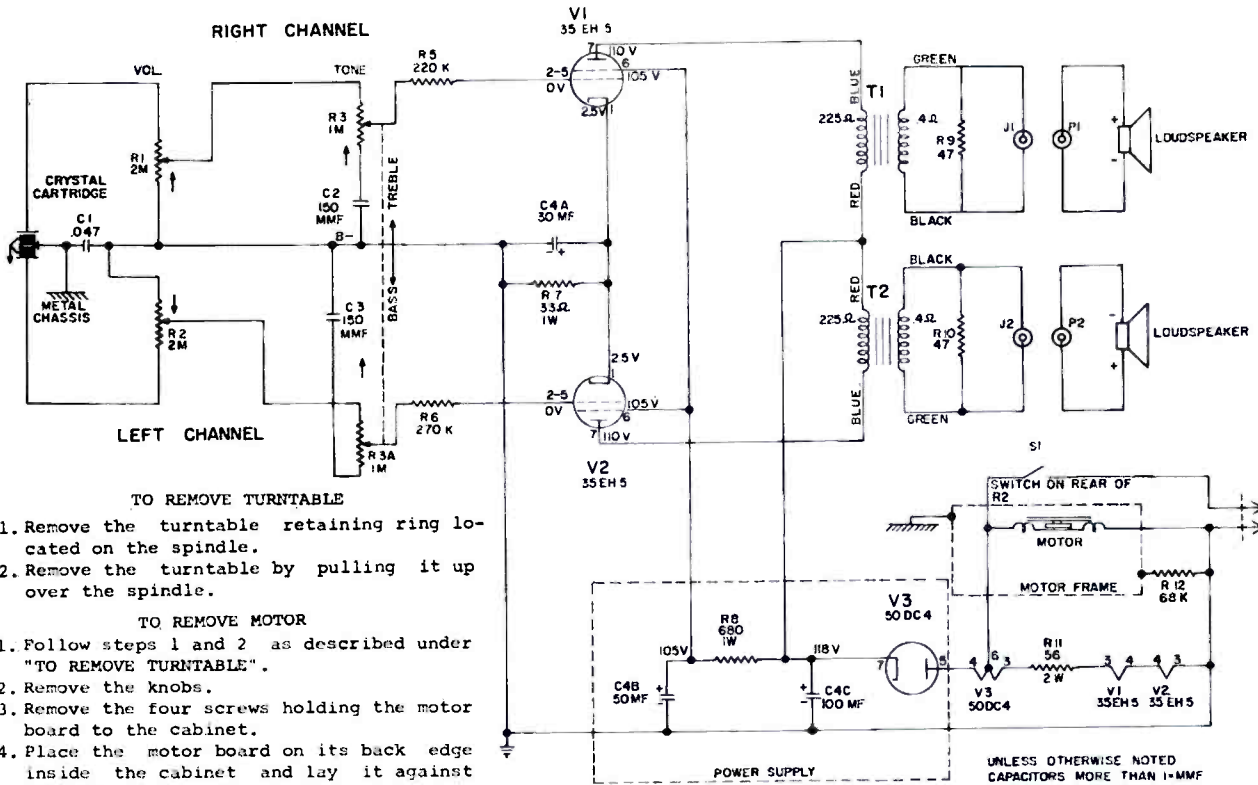 RIGHT CHANNEL
VOL.
TONE
R5
220 K
V1
35 EH 5
7
110 V
6
105 V
2-5
0V
2.5V
1
R3
1M
R1
2M
CRYSTAL
CARTRIDGE
C1
.047
C2
150
MMF
B-
TREBLE
BASS
C4A
30 MF
- +
R7
33Ω
1W
METAL
CHASSIS
R2
2M
C3
150
MMF
LEFT CHANNEL
R3A
1M
R6
270 K
25V
1
2-5
0V
105V
6
7
110V
V2
35EH5
BLUE
225Ω
RED
T1
4Ω
GREEN
R9
47
BLACK
J1
P1
+
-
LOUDSPEAKER
RED
225Ω
BLUE
T2
4Ω
BLACK
R10
47
GREEN
J2
P2
-
+
LOUDSPEAKER
TO REMOVE TURNTABLE
1. Remove the turntable retaining ring lo-
cated on the spindle.
2. Remove the turntable by pulling it up
over the spindle.
TO REMOVE MOTOR
1. Follow steps 1 and 2 as described under
"TO REMOVE TURNTABLE".
2. Remove the knobs.
3. Remove the four screws holding the motor
board to the cabinet.
4. Place the motor board on its back edge
inside the cabinet and lay it against
S1
SWITCH ON REAR OF
R2
MOTOR
MOTOR FRAME
R12
68K
105V
R8
680
1W
118V
V3
50DC4
7
5
C4B
50MF
+
-
C4C
100 MF
+
-
4 6 3
V3
50DC4
R11
56
2W
3 4
V1
35EH5
4 3
V2
35EH5
POWER SUPPLY
UNLESS OTHERWISE NOTED
CAPACITORS MORE THAN 1=MMF